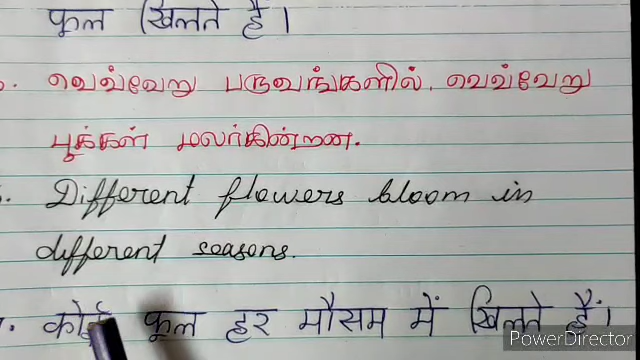 फूल खिलते हैं।
வெவ்வேறு பருவங்களில், வெவ்வேறு
பூக்கள் மலர்கின்றன.
Different flowers bloom in
different seasons.
कोई फूल हर मौसम में खिलते हैं।
PowerDirector